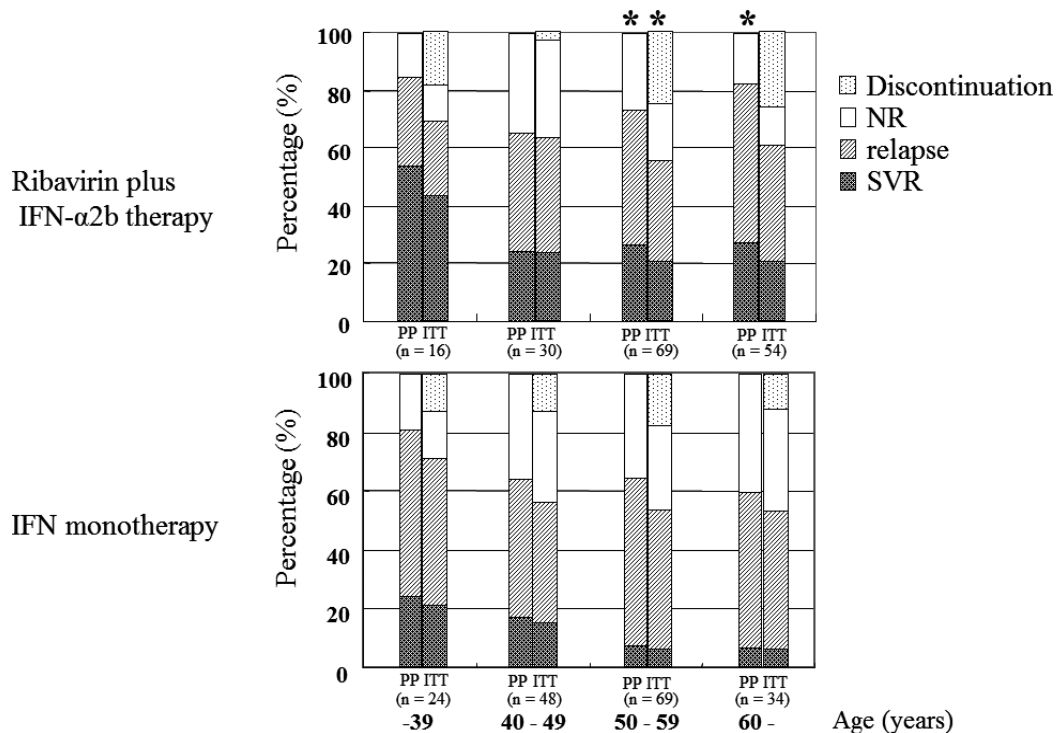 * * *
100
80
60
40
20
0
Percentage (%)
Ribavirin plus
IFN-α2b therapy
Discontinuation
NR
relapse
SVR
PP ITT PP ITT PP ITT PP ITT
(n = 16) (n = 30) (n = 69) (n = 54)
100
80
60
40
20
0
Percentage (%)
IFN monotherapy
PP ITT PP ITT PP ITT PP ITT
(n = 24) (n = 48) (n = 69) (n = 34)
-39 40 - 49 50 - 59 60 - Age (years)